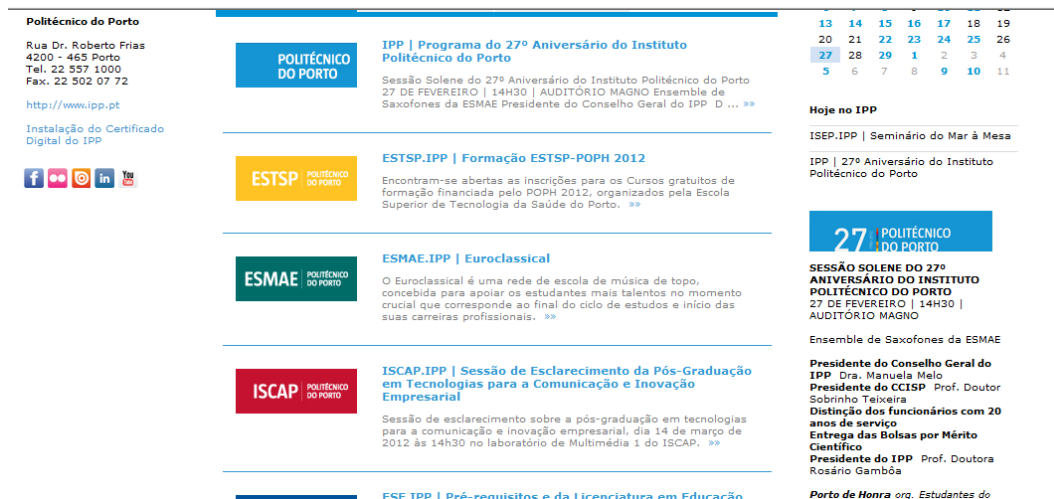 Politécnico do Porto
Rua Dr. Roberto Frias
4200 - 465 Porto
Tel. 22 557 1000
Fax. 22 502 07 72
http://www.ipp.pt
Instalação do Certificado
Digital do IPP
You
Tube
POLITÉCNICO
DO PORTO
IPP | Programa do 27º Aniversário do Instituto
Politécnico do Porto
Sessão Solene do 27º Aniversário do Instituto Politécnico do Porto
27 DE FEVEREIRO | 14H30 | AUDITÓRIO MAGNO Ensemble de
Saxofones da ESMAE Presidente do Conselho Geral do IPP  D ... »»
ESTSP POLITÉCNICO
DO PORTO
ESTSP.IPP | Formação ESTSP-POPH 2012
Encontram-se abertas as inscrições para os Cursos gratuitos de
formação financiada pelo POPH 2012, organizados pela Escola
Superior de Tecnologia da Saúde do Porto. »»
ESMAE POLITÉCNICO
DO PORTO
ESMAE.IPP | Euroclassical
O Euroclassical é uma rede de escola de música de topo,
concebida para apoiar os estudantes mais talentos no momento
crucial que corresponde ao final do ciclo de estudos e início das
suas carreiras profissionais. »»
ISCAP POLITÉCNICO
DO PORTO
ISCAP.IPP | Sessão de Esclarecimento da Pós-Graduação
em Tecnologias para a Comunicação e Inovação
Empresarial
Sessão de esclarecimento sobre a pós-graduação em tecnologias
para a comunicação e inovação empresarial, dia 14 de março de
2012 às 14h30 no laboratório de Multimédia 1 do ISCAP. »»
ESE.IPP | Pré-requisitos e da Licenciatura em Educação
13 14 15 16 17 18 19
20 21 22 23 24 25 26
27 28 29 1 2 3 4
5 6 7 8 9 10 11
Hoje no IPP
ISEP.IPP | Seminário do Mar à Mesa
IPP | 27º Aniversário do Instituto
Politécnico do Porto
27 POLITÉCNICO
DO PORTO
SESSÃO SOLENE DO 27º
ANIVERSÁRIO DO INSTITUTO
POLITÉCNICO DO PORTO
27 DE FEVEREIRO | 14H30 |
AUDITÓRIO MAGNO
Ensemble de Saxofones da ESMAE
Presidente do Conselho Geral do
IPP Dra. Manuela Melo
Presidente do CCISP Prof. Doutor
Sobrinho Teixeira
Distinção dos funcionários com 20
anos de serviço
Entrega das Bolsas por Mérito
Científico
Presidente do IPP Prof. Doutora
Rosário Gambôa
Porto de Honra org. Estudantes do